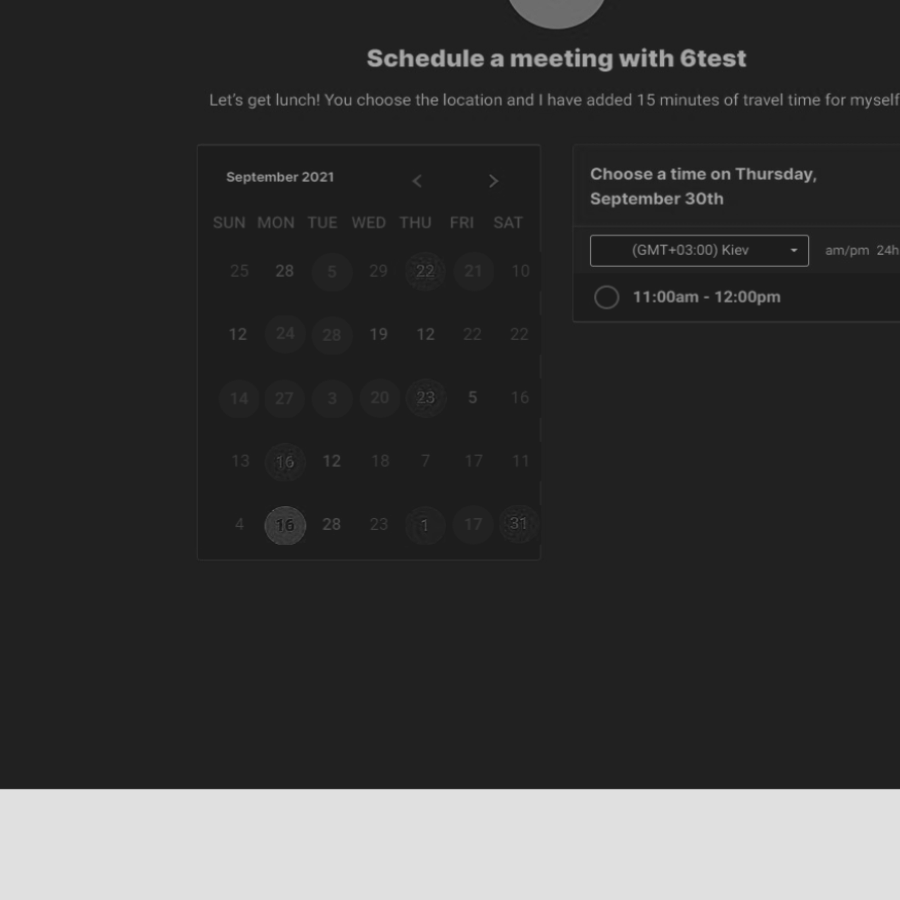 Schedule a meeting with 6test
Let's get lunch! You choose the location and I have added 15 minutes of travel time for myself
September 2021
SUN MON TUE WED THU FRI SAT
25 28 5 29 22 21 10
12 24 28 19 12 22 22
14 27 3 20 23 5 16
13 16 12 18 7 17 11
4 16 28 23 1 17 31
Choose a time on Thursday,
September 30th
(GMT+03:00) Kiev am/pm 24h
11:00am - 12:00pm